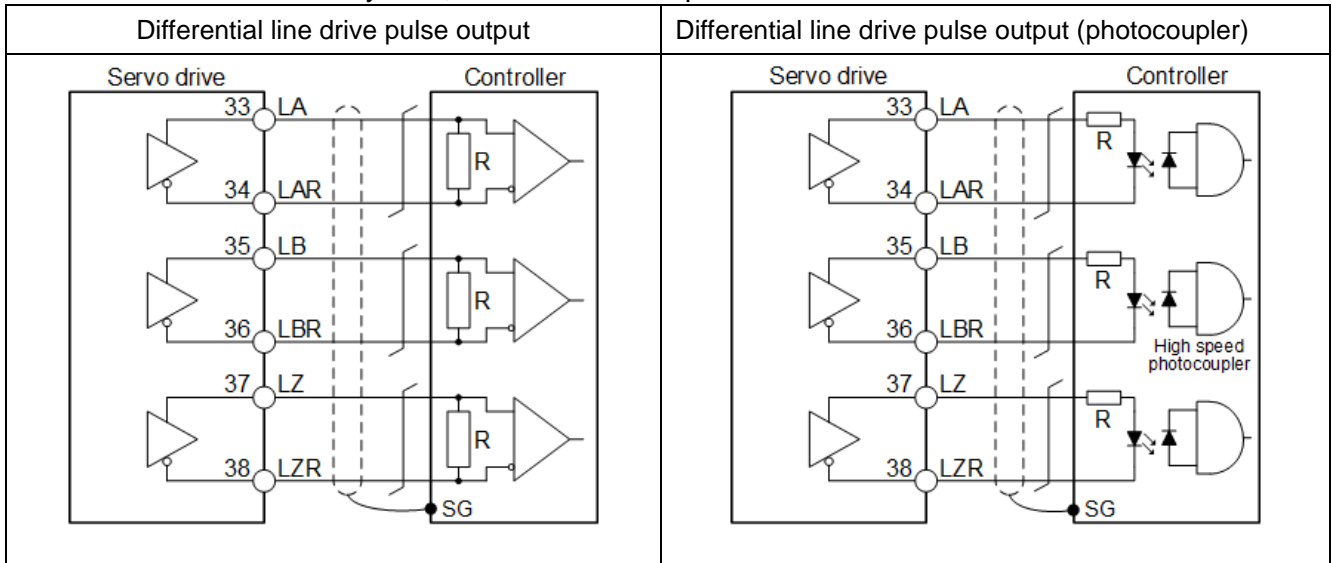 Differential line drive pulse output
Differential line drive pulse output (photocoupler)
Servo drive
Controller
33 LA
R
34 LAR
35 LB
R
36 LBR
37 LZ
R
38 LZR
SG
Servo drive
Controller
33 LA
R
34 LAR
35 LB
R
36 LBR
High speed
photocoupler
37 LZ
R
38 LZR
SG